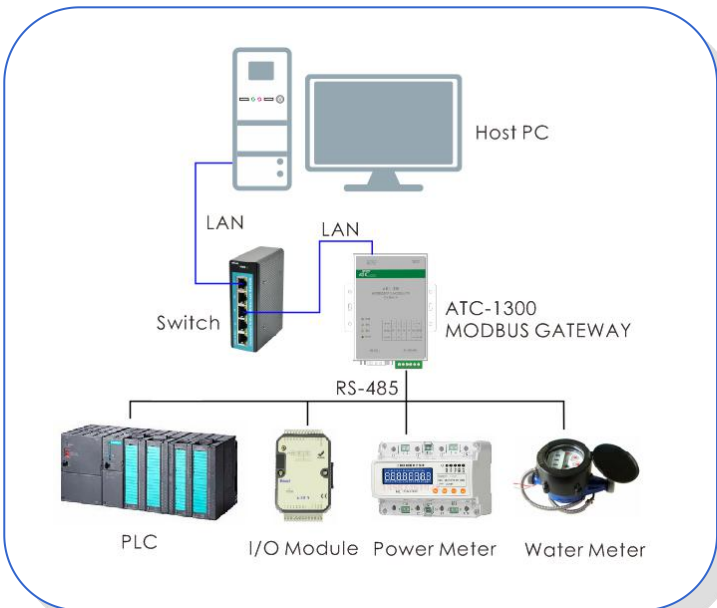 Host PC
LAN
LAN
Switch
ATC-1300
MODBUS GATEWAY
RS-485
PLC
I/O Module
Power Meter
Water Meter